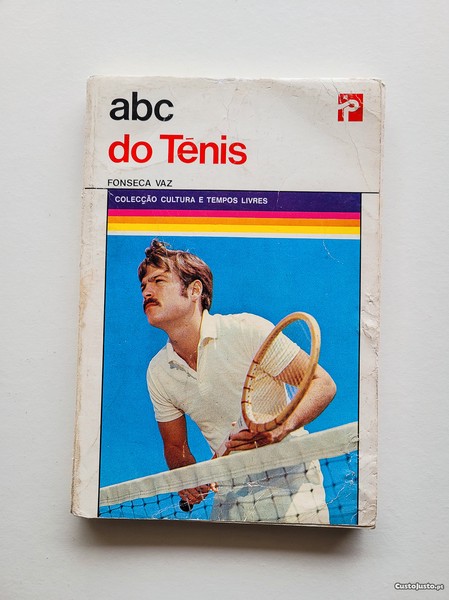 abc
do Ténis
FONSECA VAZ
COLECÇÃO CULTURA E TEMPOS LIVRES
CustoJusto.pt